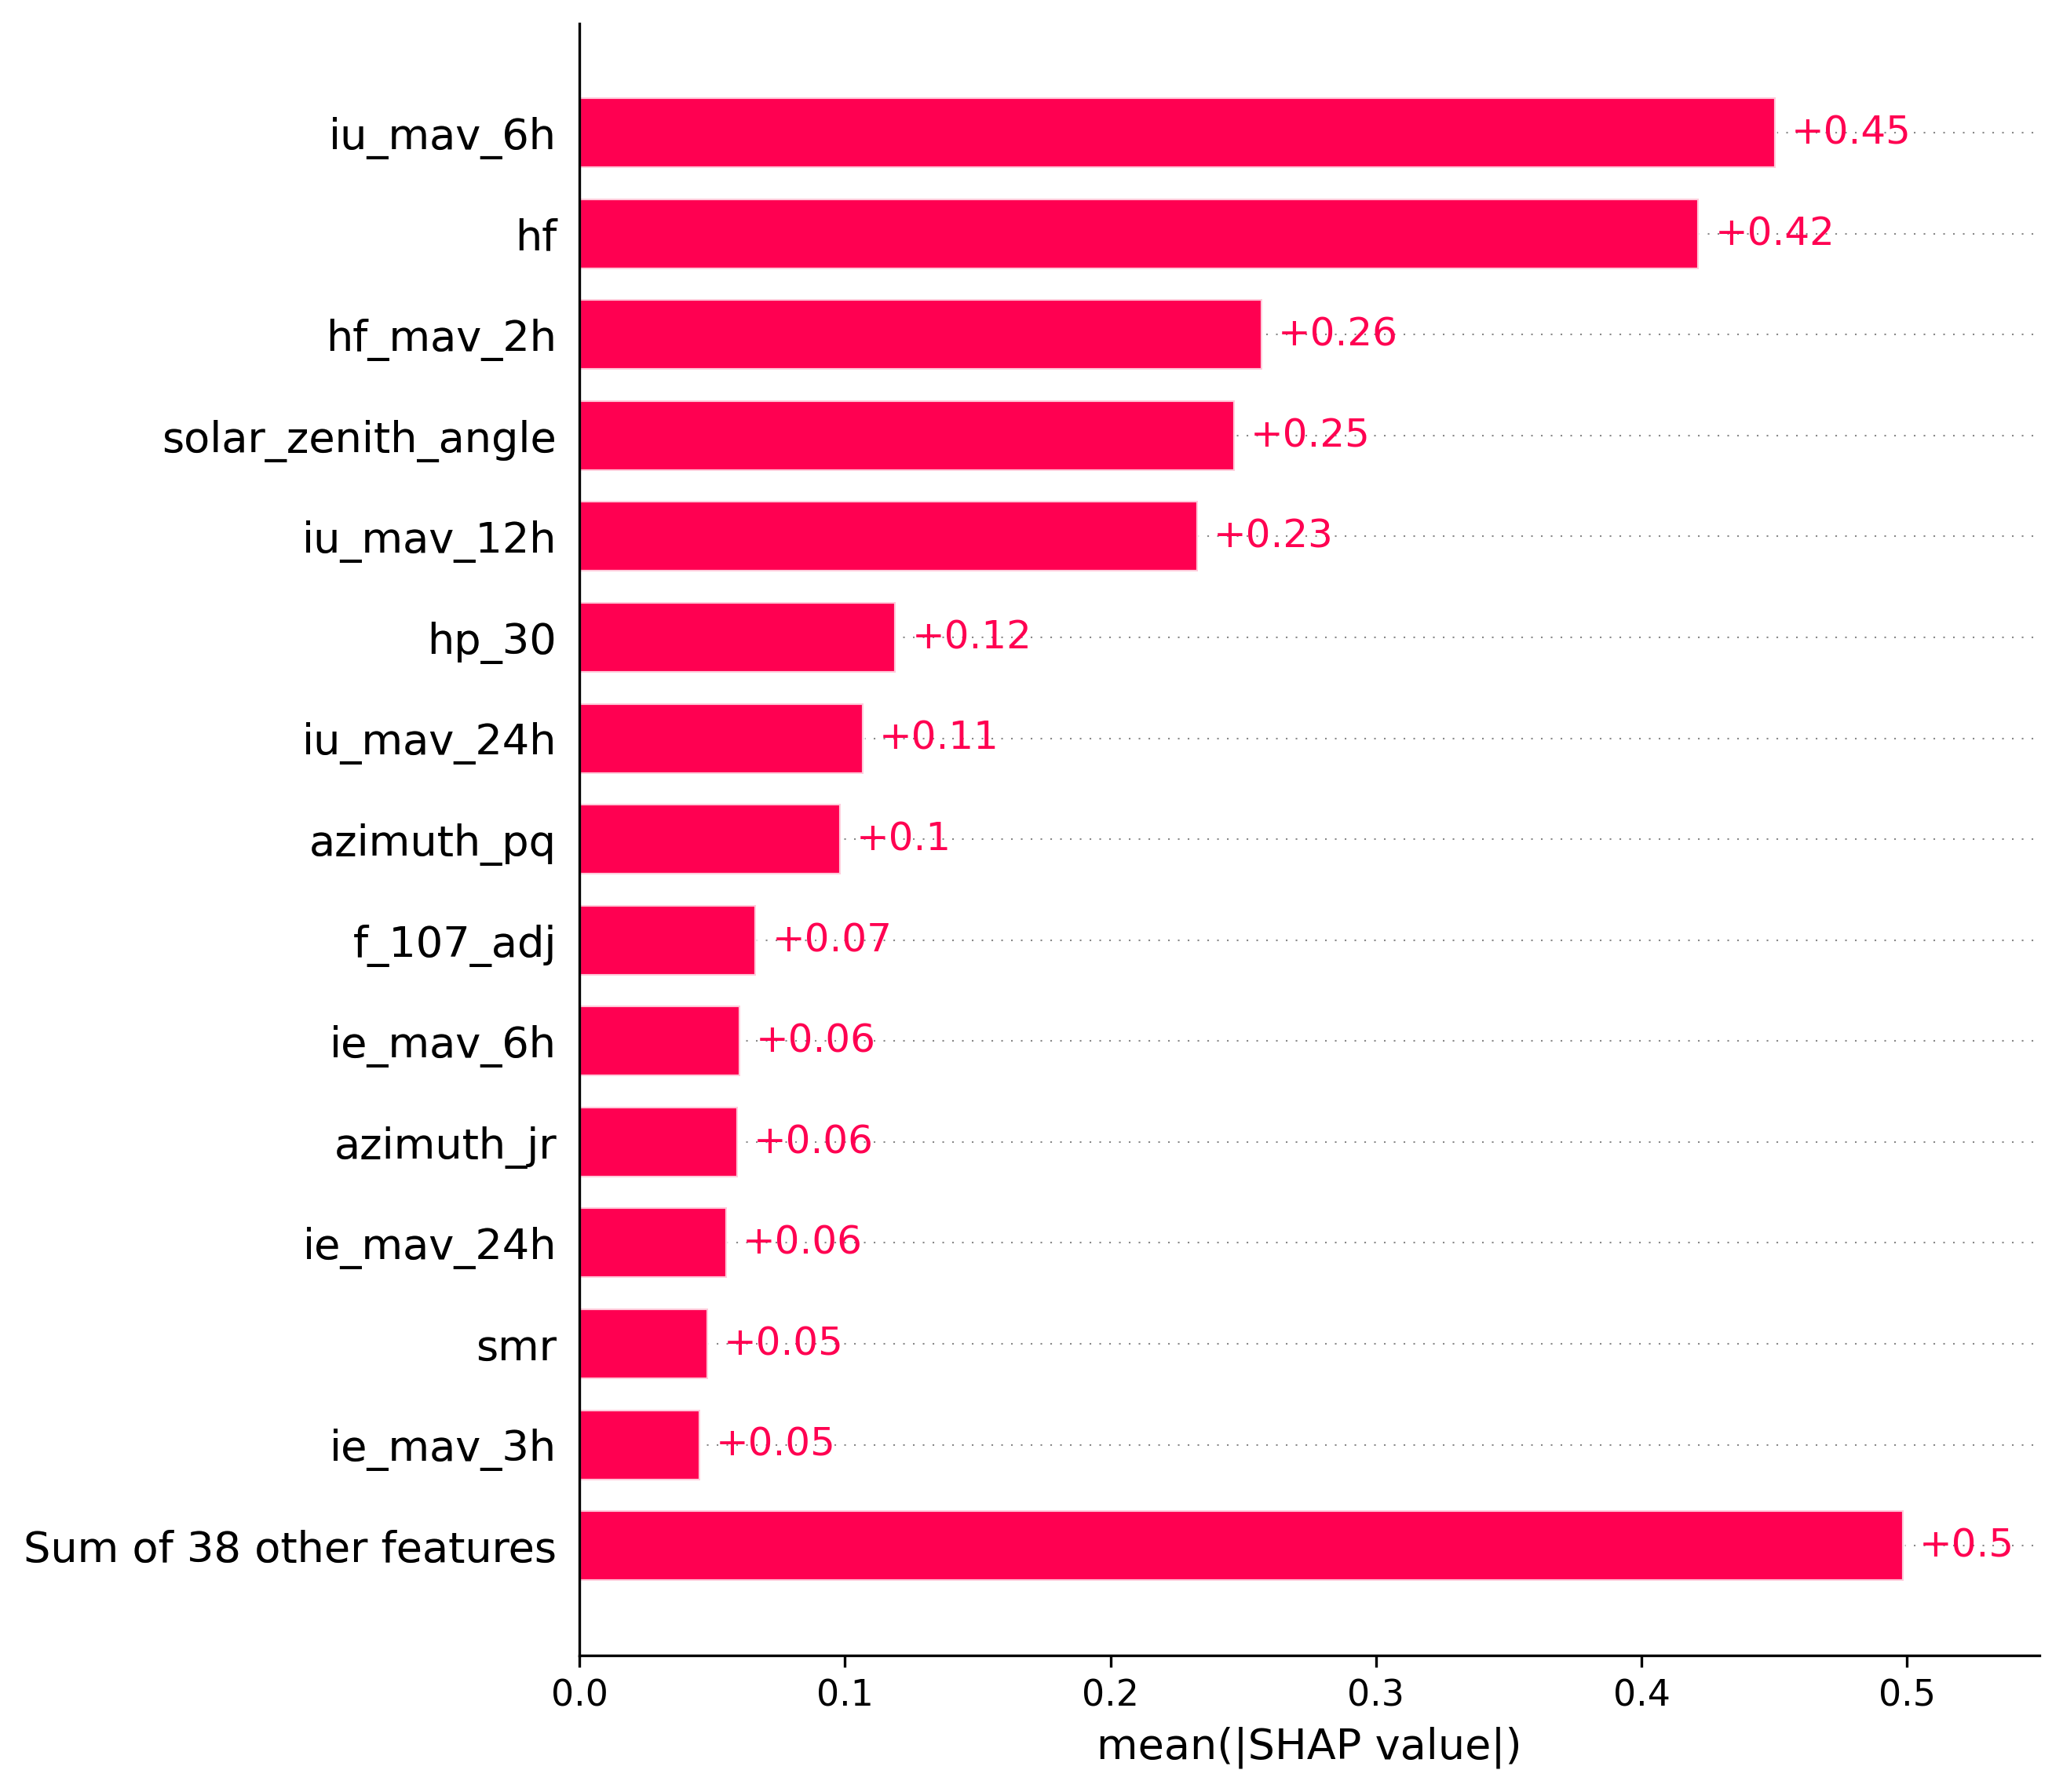 iu_mav_6h +0.45
hf +0.42
hf_mav_2h +0.26
solar_zenith_angle +0.25
iu_mav_12h +0.23
hp_30 +0.12
iu_mav_24h +0.11
azimuth_pq +0.1
f_107_adj +0.07
ie_mav_6h +0.06
azimuth_jr +0.06
ie_mav_24h +0.06
smr +0.05
ie_mav_3h +0.05
Sum of 38 other features +0.5
0.0 0.1 0.2 0.3 0.4 0.5
mean(|SHAP value|)